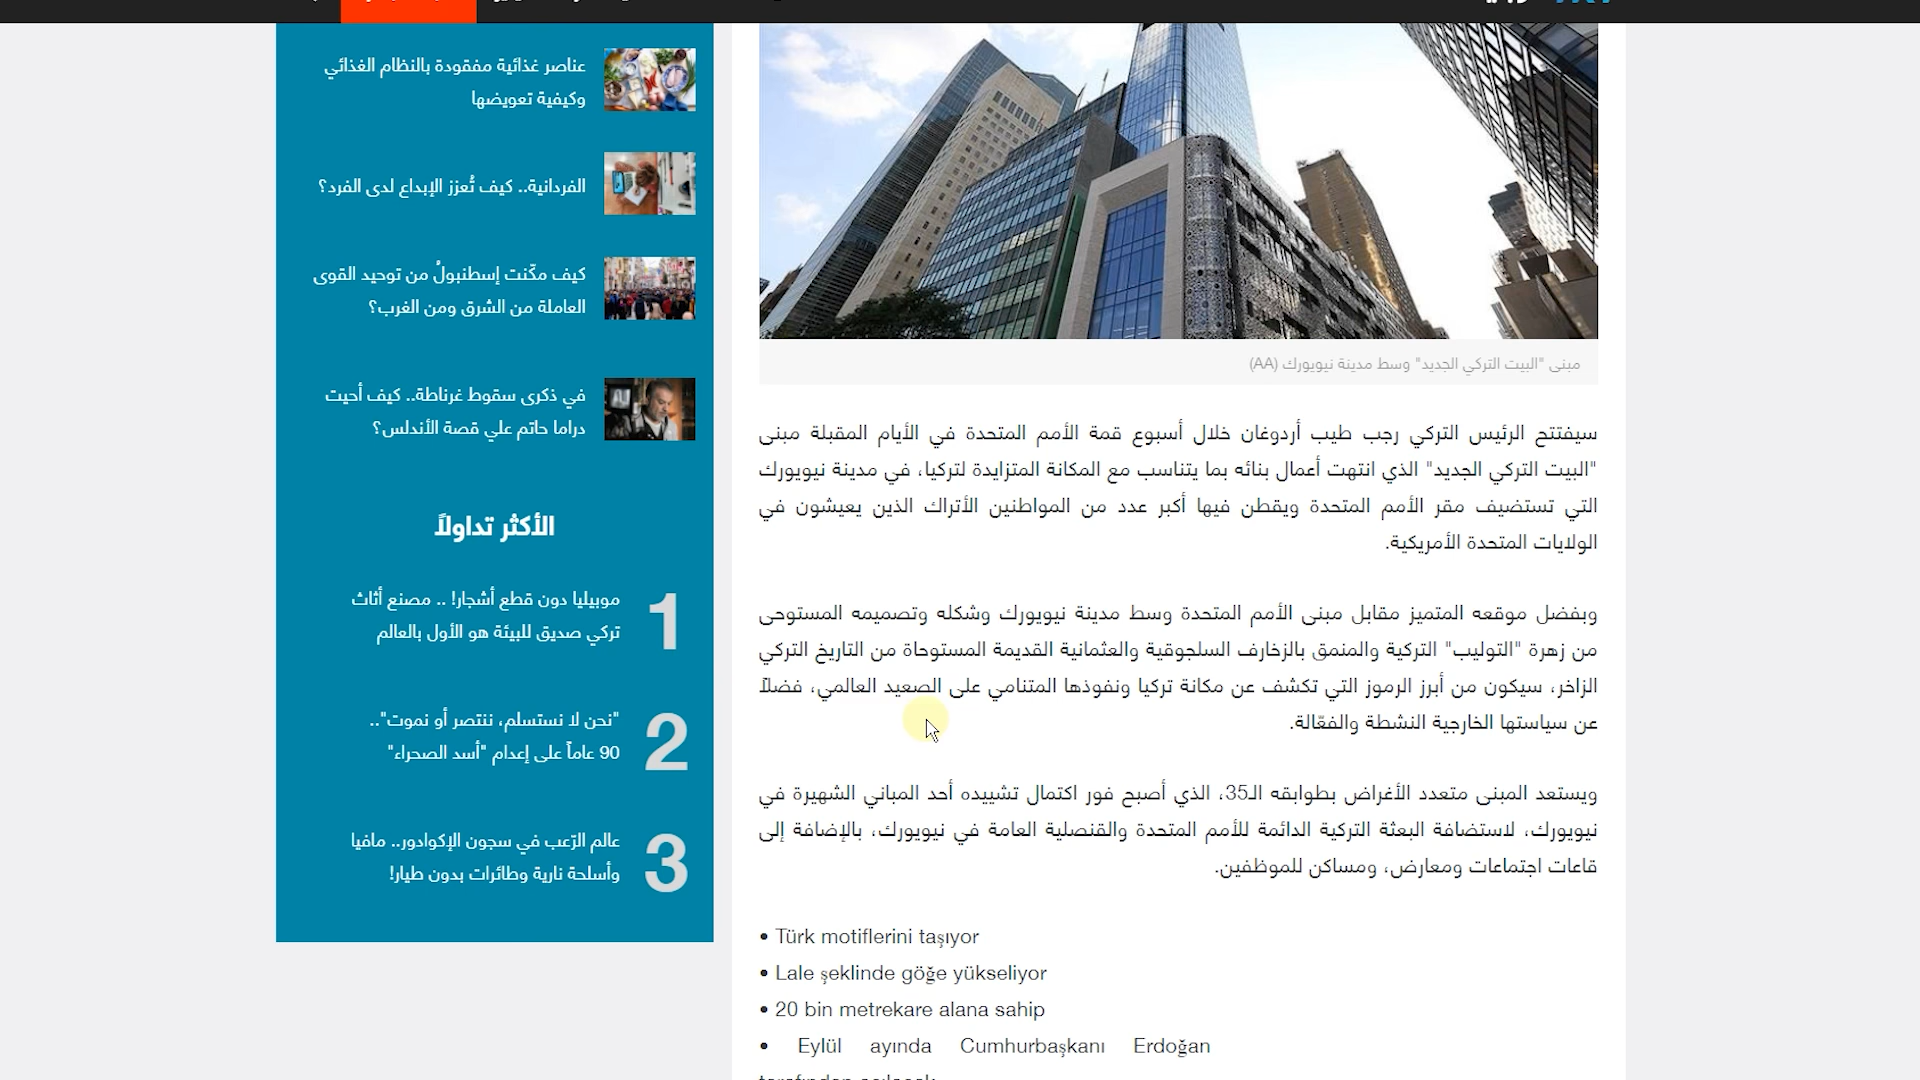 مبنى "البيت التركي الجديد" وسط مدينة نيويورك (AA)
سيفتتح الرئيس التركي رجب طيب أردوغان خلال أسبوع قمة الأمم المتحدة في الأيام المقبلة مبنى
"البيت التركي الجديد" الذي انتهت أعمال بنائه بما يتناسب مع المكانة المتزايدة لتركيا، في مدينة نيويورك
التي تستضيف مقر الأمم المتحدة ويقطن فيها أكبر عدد من المواطنين الأتراك الذين يعيشون في
الولايات المتحدة الأمريكية.
وبفضل موقعه المتميز مقابل مبنى الأمم المتحدة وسط مدينة نيويورك وشكله وتصميمه المستوحى
من زهرة "التوليب" التركية والمنمق بالزخارف السلجوقية والعثمانية القديمة المستوحاة من التاريخ التركي
الزاخر، سيكون من أبرز الرموز التي تكشف عن مكانة تركيا ونفوذها المتنامي على الصعيد العالمي، فضلاً
عن سياستها الخارجية النشطة والفعّالة.
ويستعد المبنى متعدد الأغراض بطوابقه الـ35، الذي أصبح فور اكتمال تشييده أحد المباني الشهيرة في
نيويورك، لاستضافة البعثة التركية الدائمة للأمم المتحدة والقنصلية العامة في نيويورك، بالإضافة إلى
قاعات اجتماعات ومعارض، ومساكن للموظفين.
• Türk motiflerini taşıyor
• Lale şeklinde göğe yükseliyor
• 20 bin metrekare alana sahip
• Eylül ayında Cumhurbaşkanı Erdoğan
عناصر غذائية مفقودة بالنظام الغذائي
وكيفية تعويضها
الفردانية.. كيف تُعزز الإبداع لدى الفرد؟
كيف مكّنت إسطنبولُ من توحيد القوى
العاملة من الشرق ومن الغرب؟
في ذكرى سقوط غرناطة.. كيف أحيت
دراما حاتم علي قصة الأندلس؟
الأكثر تداولاً
1
موبيليا دون قطع أشجار! .. مصنع أثاث
تركي صديق للبيئة هو الأول بالعالم
2
"نحن لا نستسلم، ننتصر أو نموت"..
90 عاماً على إعدام "أسد الصحراء"
3
عالم الرّعب في سجون الإكوادور.. مافيا
وأسلحة نارية وطائرات بدون طيار!